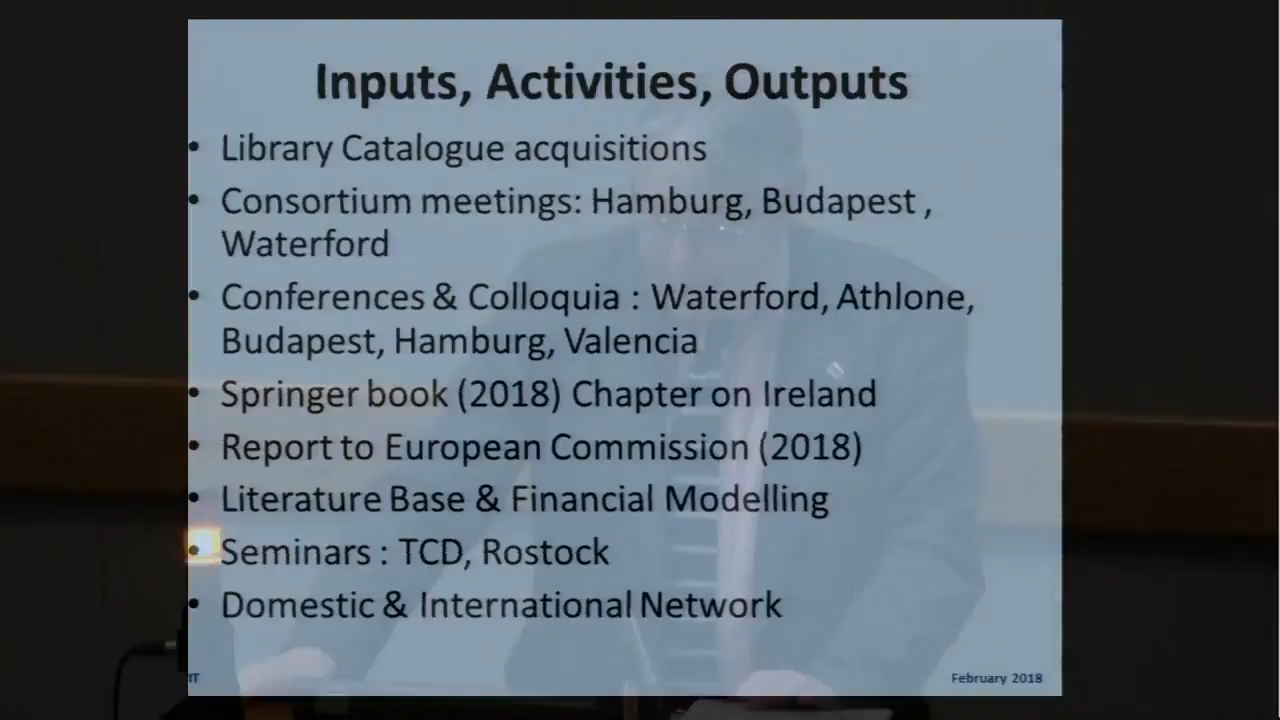 Inputs, Activities, Outputs
• Library Catalogue acquisitions
• Consortium meetings: Hamburg, Budapest ,
Waterford
• Conferences & Colloquia : Waterford, Athlone,
Budapest, Hamburg, Valencia
• Springer book (2018) Chapter on Ireland
• Report to European Commission (2018)
• Literature Base & Financial Modelling
• Seminars : TCD, Rostock
• Domestic & International Network
February 2018